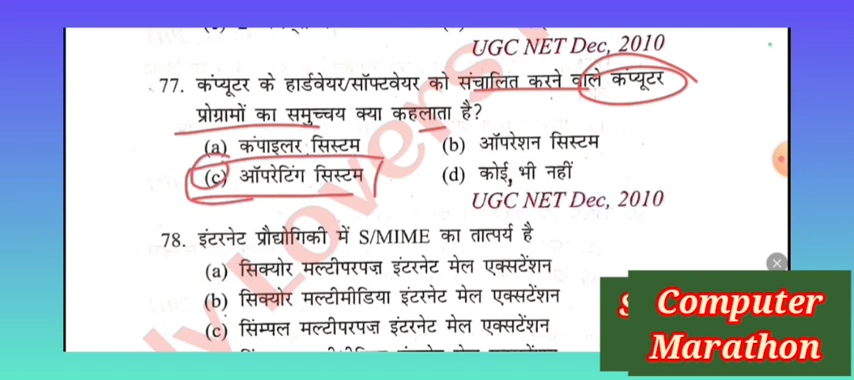 UGC NET Dec, 2010
77. कंप्यूटर के हार्डवेयर/सॉफ्टवेयर को संचालित करने वाले कंप्यूटर
प्रोग्रामों का समुच्चय क्या कहलाता है?
(a) कंपाइलर सिस्टम (b) ऑपरेशन सिस्टम
(c) ऑपरेटिंग सिस्टम (d) कोई भी नहीं
UGC NET Dec, 2010
78. इंटरनेट प्रौद्योगिकी में S/MIME का तात्पर्य है
(a) सिक्योर मल्टीपरपज़ इंटरनेट मेल एक्सटेंशन
(b) सिक्योर मल्टीमीडिया इंटरनेट मेल एक्सटेंशन
(c) सिंम्पल मल्टीपरपज़ इंटरनेट मेल एक्सटेंशन
Computer
Marathon